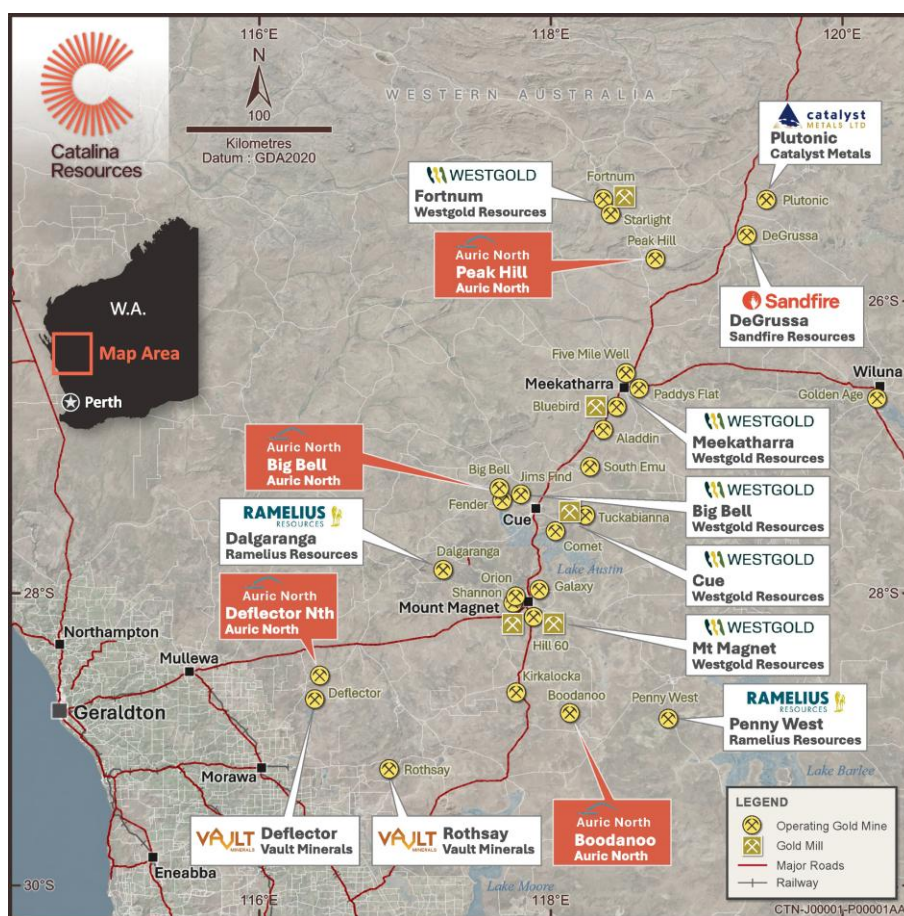 116°E
118°E
120°E
Catalina
Resources
N
100
Kilometres
Datum : GDA2020
WESTERN AUSTRALIA
catalyst
METALS LTD
Plutonic
Catalyst Metals
WESTGOLD
Fortnum
Westgold Resources
Fortnum
Starlight
Plutonic
Peak Hill
DeGrussa
Auric North
Peak Hill
Auric North
Sandfire
DeGrussa
Sandfire Resources
26°S
W.A.
Map Area
Perth
Five Mile Well
Meekatharra
Paddys Flat
Wiluna
Golden Age
Bluebird
Aladdin
WESTGOLD
Meekatharra
Westgold Resources
Auric North
Big Bell
Auric North
Big Bell
Jims Find
South Emu
Fender
Cue
Tuckabianna
Comet
WESTGOLD
Big Bell
Westgold Resources
RAMELIUS
RESOURCES
Dalgaranga
Ramelius Resources
Dalgaranga
Lake Austin
WESTGOLD
Cue
Westgold Resources
28°S
28°S
Auric North
Deflector Nth
Auric North
Orion
Shannon
Galaxy
Mount Magnet
Hill 60
WESTGOLD
Mt Magnet
Westgold Resources
Northampton
Mullewa
Geraldton
Deflector
Kirkalocka
Boodanoo
Penny West
RAMELIUS
RESOURCES
Penny West
Ramelius Resources
Morawa
Rothsay
Lake Barlee
VAULT
MINERALS
Deflector
Vault Minerals
VAULT
MINERALS
Rothsay
Vault Minerals
Auric North
Boodanoo
Auric North
Eneabba
30°S
Lake Moore
LEGEND
Operating Gold Mine
Gold Mill
Major Roads
Railway
116°E
118°E
CTN-J00001-P00001AA